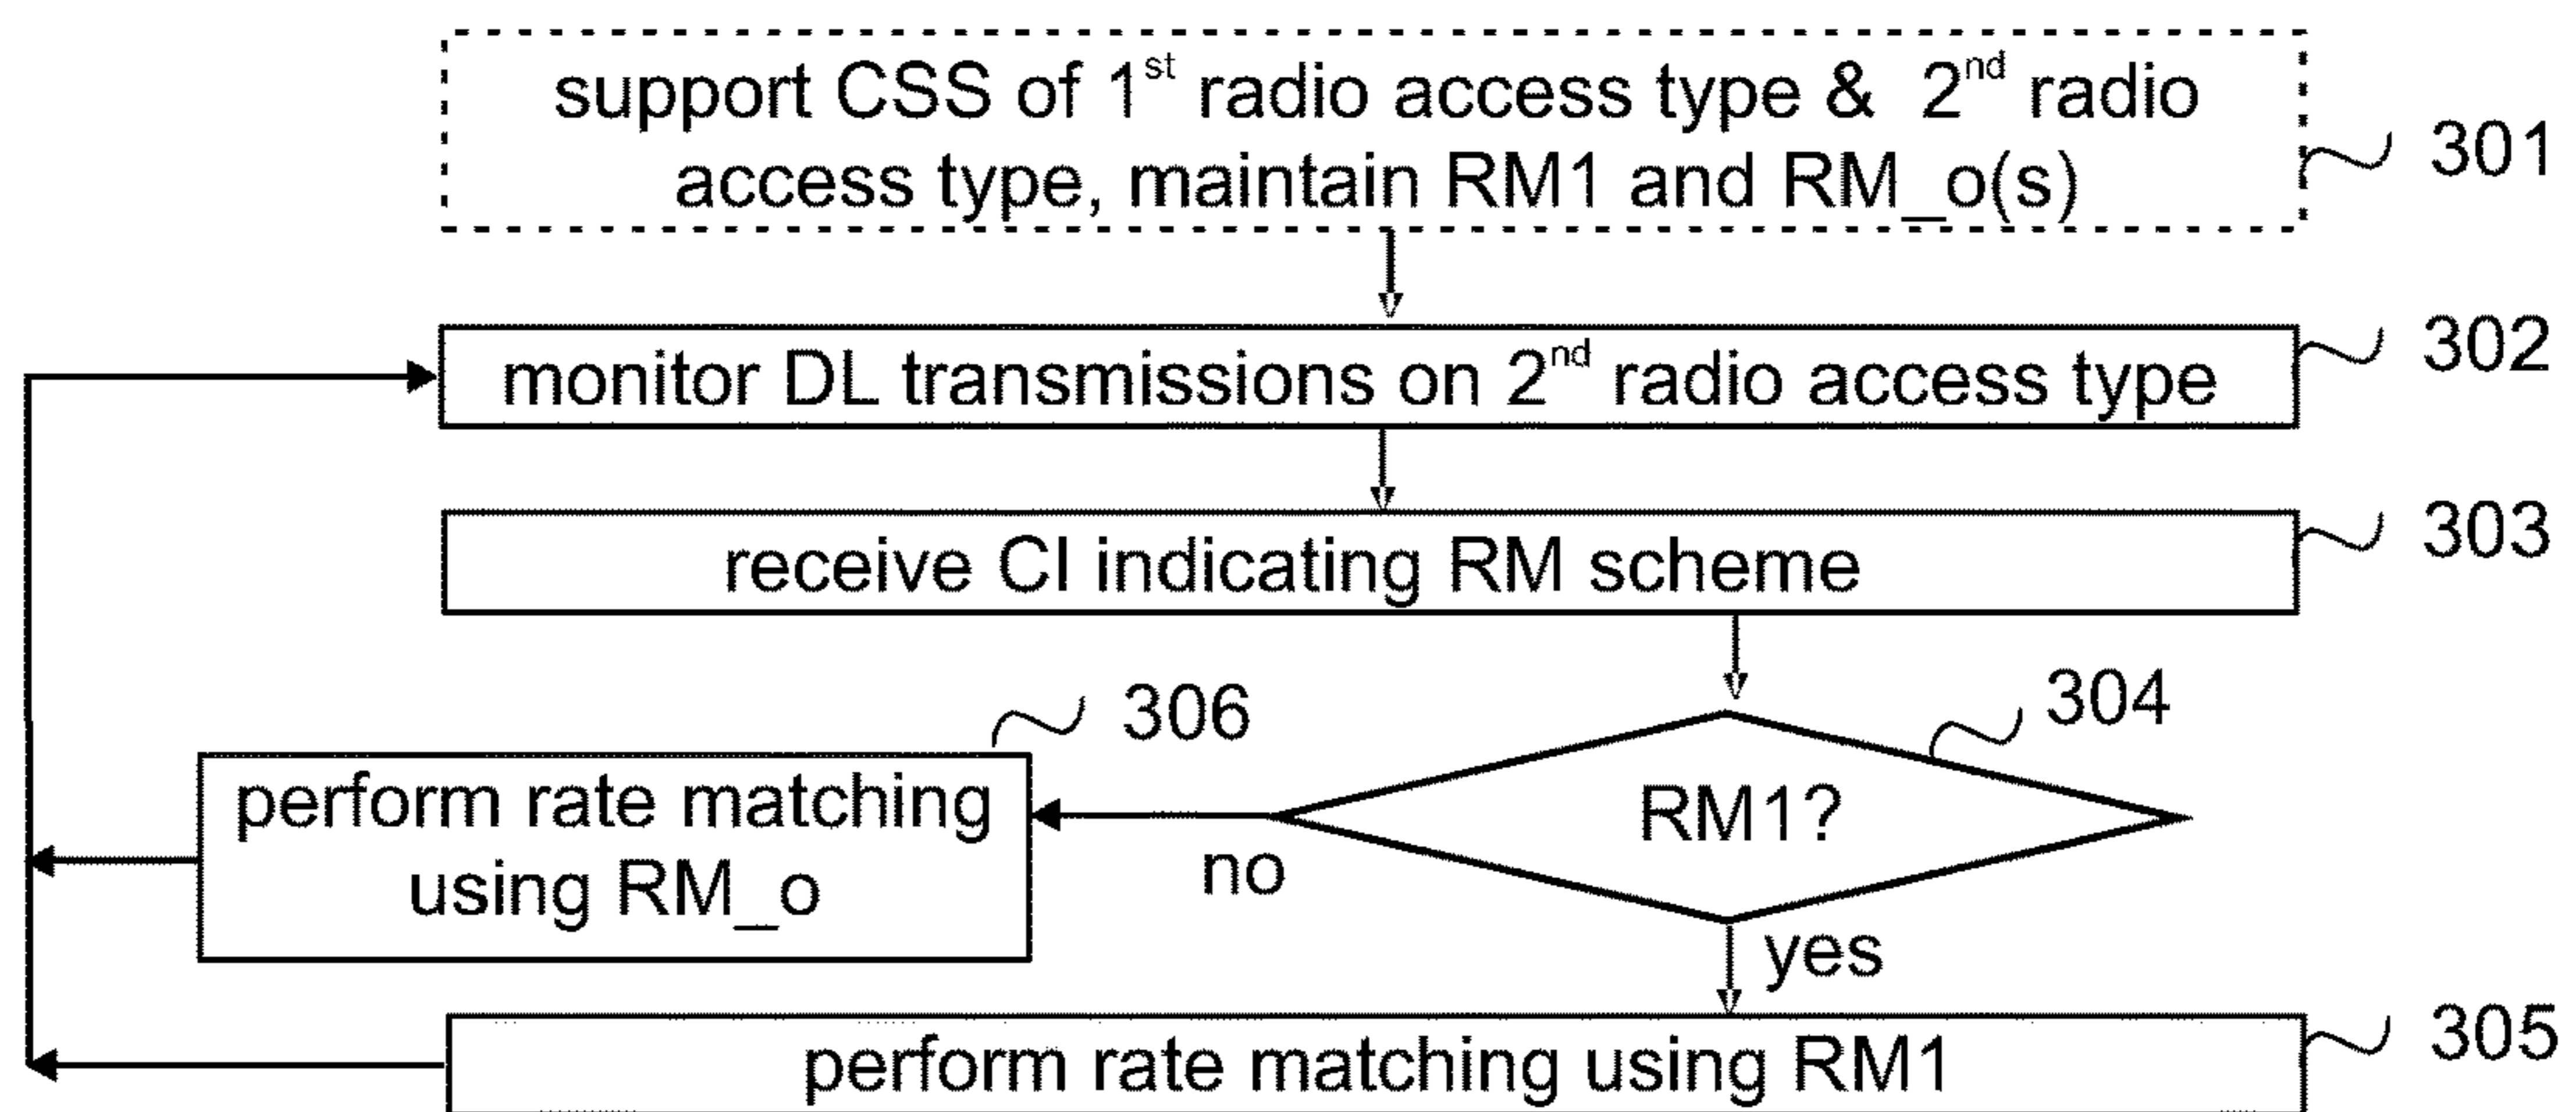 support CSS of 1st radio access type & 2nd radio
access type, maintain RM1 and RM_o(s)
301
monitor DL transmissions on 2nd radio access type
302
receive CI indicating RM scheme
303
306
304
perform rate matching
using RM_o
no
RM1?
yes
perform rate matching using RM1
305